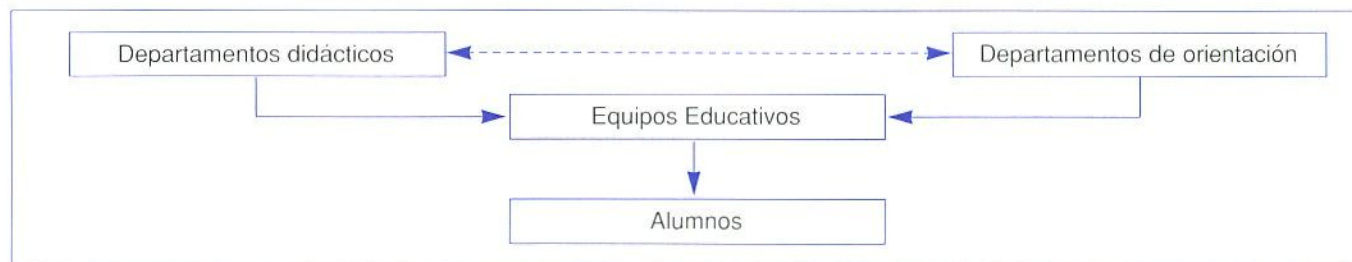 Departamentos didácticos
Departamentos de orientación
Equipos Educativos
Alumnos